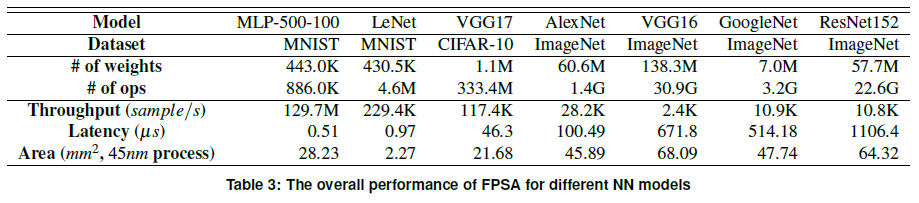 Model MLP-500-100 LeNet VGG17 AlexNet VGG16 GoogleNet ResNet152
Dataset MNIST MNIST CIFAR-10 ImageNet ImageNet ImageNet ImageNet
# of weights 443.0K 430.5K 1.1M 60.6M 138.3M 7.0M 57.7M
# of ops 886.0K 4.6M 333.4M 1.4G 30.9G 3.2G 22.6G
Throughput (sample/s) 129.7M 229.4K 117.4K 28.2K 2.4K 10.9K 10.8K
Latency (μs) 0.51 0.97 46.3 100.49 671.8 514.18 1106.4
Area (mm², 45nm process) 28.23 2.27 21.68 45.89 68.09 47.74 64.32
Table 3: The overall performance of FPSA for different NN models